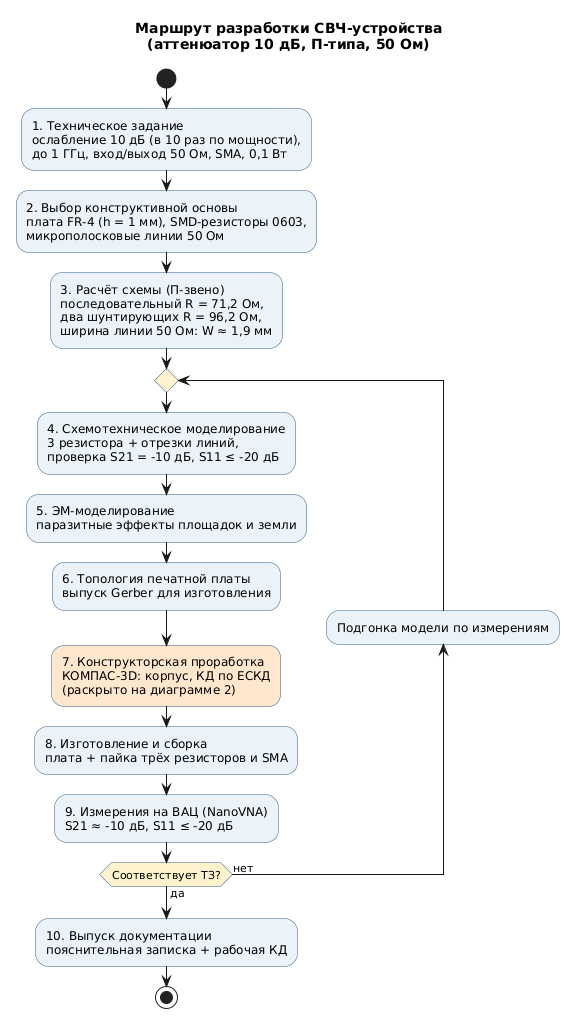 Маршрут разработки СВЧ-устройства
(аттенюатор 10 дБ, П-типа, 50 Ом)
1. Техническое задание
ослабление 10 дБ (в 10 раз по мощности),
до 1 ГГц, вход/выход 50 Ом, SMA, 0,1 Вт
2. Выбор конструктивной основы
плата FR-4 (h = 1 мм), SMD-резисторы 0603,
микрополосковые линии 50 Ом
3. Расчёт схемы (П-звено)
последовательный R = 71,2 Ом,
два шунтирующих R = 96,2 Ом,
ширина линии 50 Ом: W ≈ 1,9 мм
4. Схемотехническое моделирование
3 резистора + отрезки линий,
проверка S21 = -10 дБ, S11 ≤ -20 дБ
5. ЭМ-моделирование
паразитные эффекты площадок и земли
6. Топология печатной платы
выпуск Gerber для изготовления
Подгонка модели по измерениям
7. Конструкторская проработка
КОМПАС-3D: корпус, КД по ЕСКД
(раскрыто на диаграмме 2)
8. Изготовление и сборка
плата + пайка трёх резисторов и SMA
9. Измерения на ВАЦ (NanoVNA)
S21 ≈ -10 дБ, S11 ≤ -20 дБ
Соответствует ТЗ?
нет
да
10. Выпуск документации
пояснительная записка + рабочая КД